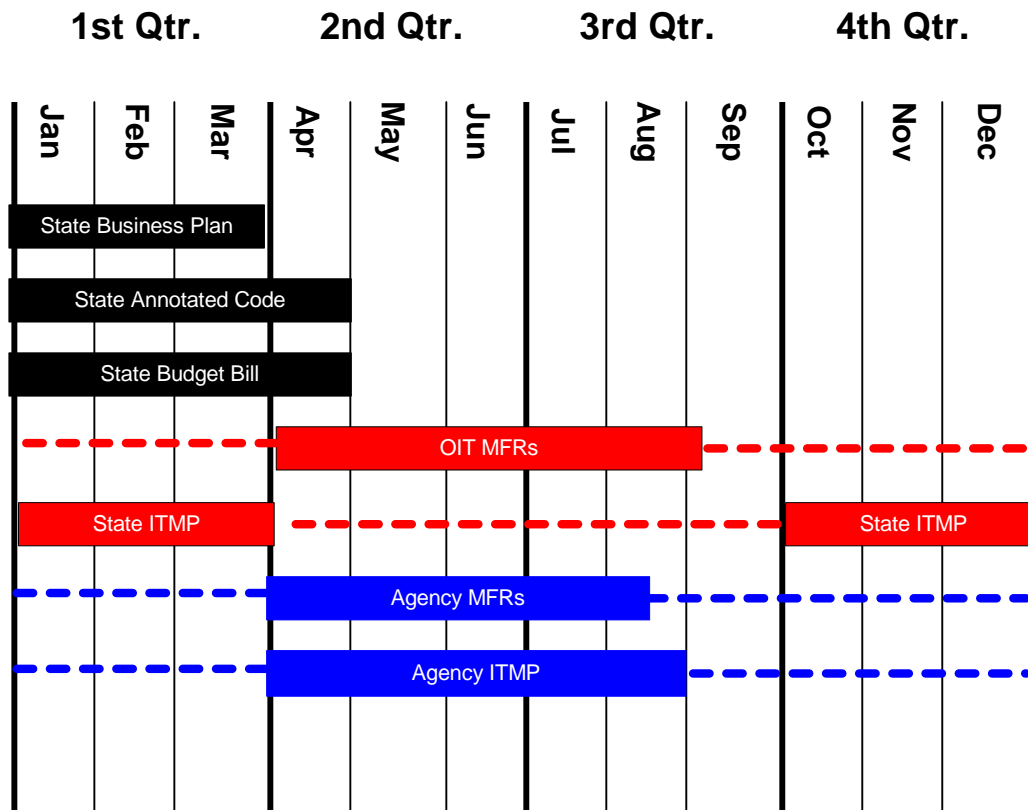 1st Qtr. 2nd Qtr. 3rd Qtr. 4th Qtr.
Jan Feb Mar Apr May Jun Jul Aug Sep Oct Nov Dec
State Business Plan
State Annotated Code
State Budget Bill
OIT MFRs
State ITMP State ITMP
Agency MFRs
Agency ITMP